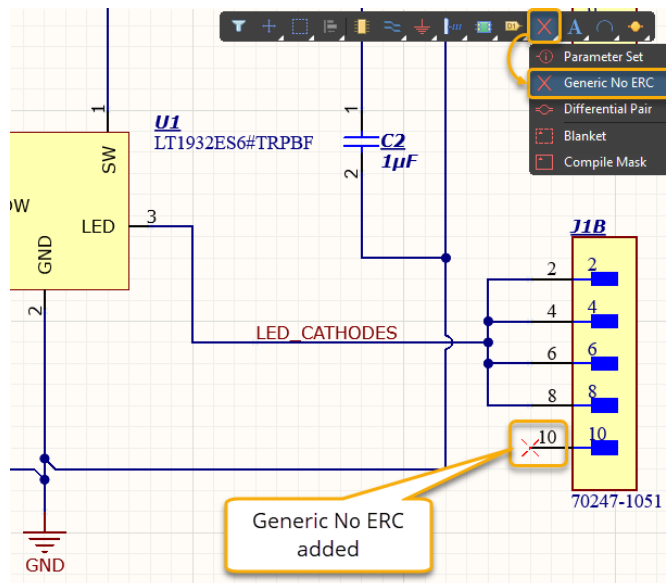 A
Parameter Set
Generic No ERC
Differential Pair
Blanket
Compile Mask
1
U1
LT1932ES6#TRPBF
SW
1
C2
1µF
2
LED
3
GND
2
J1B
2 2
4 4
6 6
8 8
10 10
LED_CATHODES
70247-1051
Generic No ERC
added
GND